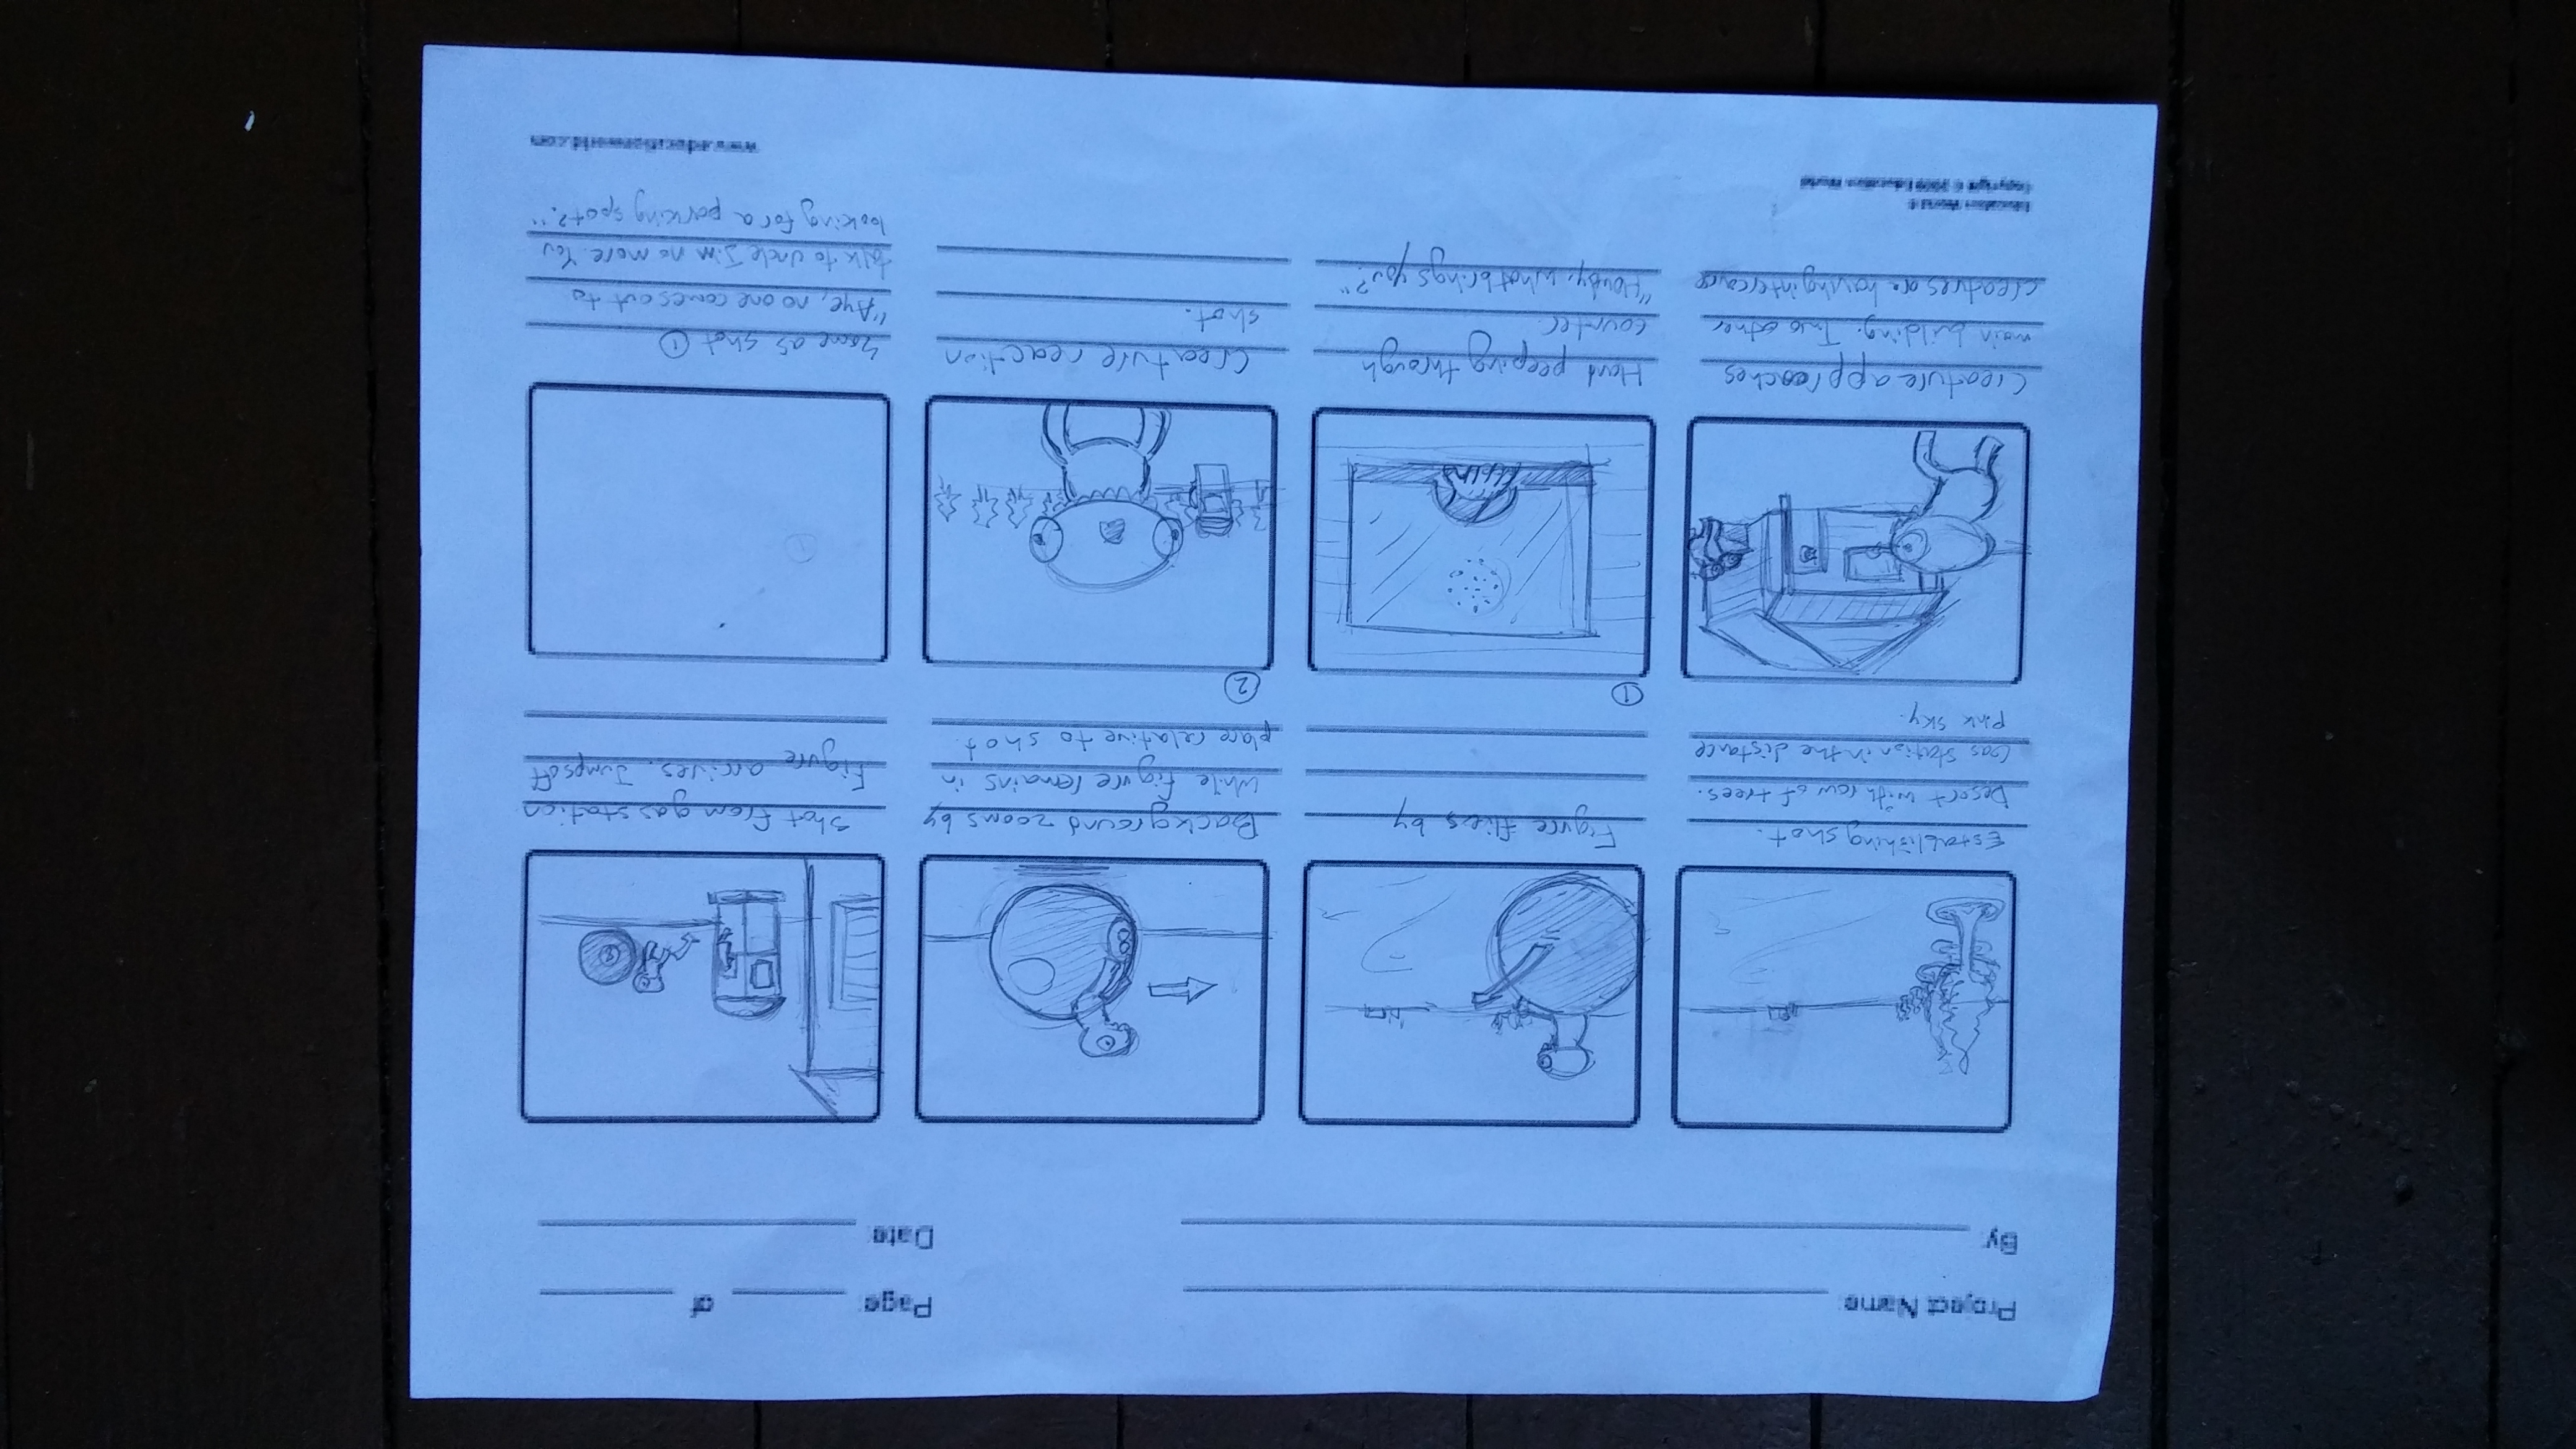 Project Name:
Page: of
By:
Date:
8
8
Establishing shot.
Desert with row of trees.
Gas station in the distance
Pink sky.
Figure flies by
Background zooms by
while figure remains in
place relative to shot.
Shot from gas station
Figure arrives. Jumps off
1
2
Creature approaches
main building. Two other
creatures are having intercourse
Hand peeping through
counter.
"Howdy, what brings you?"
Creature reaction
shot.
Same as shot 1
"Aye, no one comes out to
talk to uncle Jim no more. You
looking for a parking spot?."
Education World ®
Copyright © 2009 Education World
www.educationworld.com